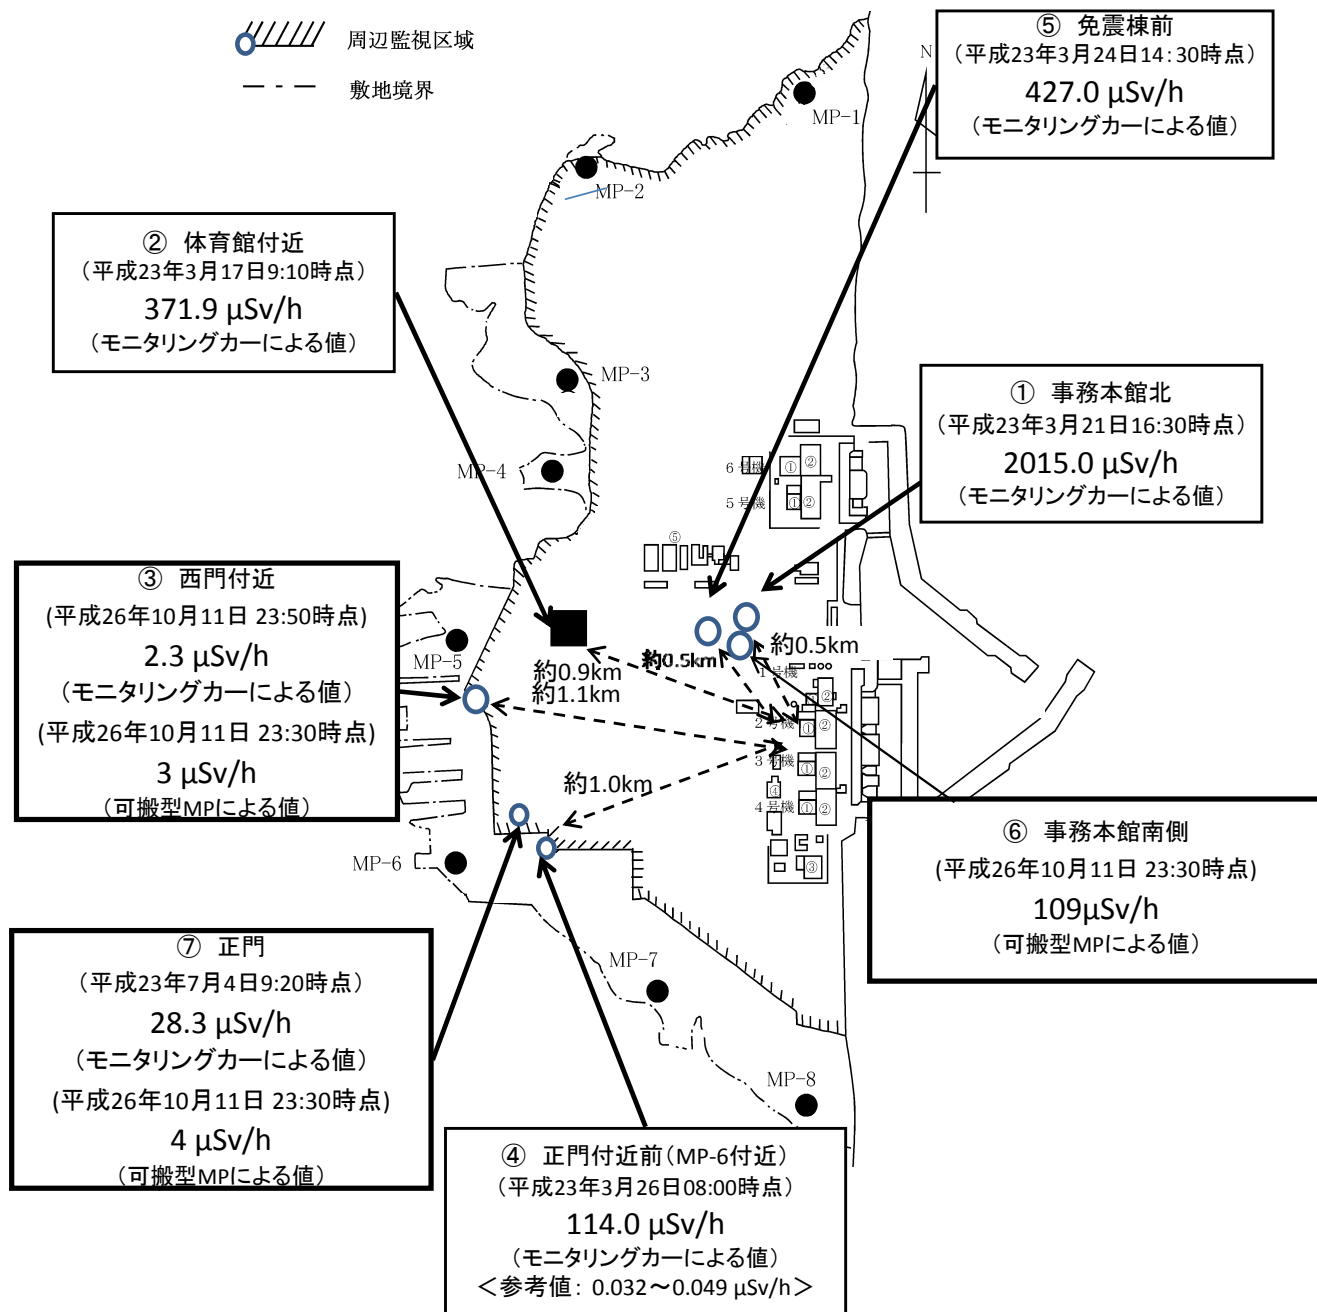 周辺監視区域
敷地境界
⑤ 免震棟前
(平成23年3月24日14:30時点)
427.0 μSv/h
(モニタリングカーによる値)
N
MP-1
MP-2
② 体育館付近
(平成23年3月17日9:10時点)
371.9 μSv/h
(モニタリングカーによる値)
MP-3
① 事務本館北
(平成23年3月21日16:30時点)
2015.0 μSv/h
(モニタリングカーによる値)
MP-4
6号機
① ②
5号機
① ②
⑤
③ 西門付近
(平成26年10月11日 23:50時点)
2.3 μSv/h
(モニタリングカーによる値)
(平成26年10月11日 23:30時点)
3 μSv/h
(可搬型MPによる値)
MP-5
約0.9km
約1.1km
約0.5km
約0.5km
1号機
②
2号機
① ②
3号機
① ②
約1.0km
④
4号機
① ②
③
MP-6
⑥ 事務本館南側
(平成26年10月11日 23:30時点)
109μSv/h
(可搬型MPによる値)
⑦ 正門
(平成23年7月4日9:20時点)
28.3 μSv/h
(モニタリングカーによる値)
(平成26年10月11日 23:30時点)
4 μSv/h
(可搬型MPによる値)
MP-7
MP-8
④ 正門付近前(MP-6付近)
(平成23年3月26日08:00時点)
114.0 μSv/h
(モニタリングカーによる値)
<参考値: 0.032～0.049 μSv/h>